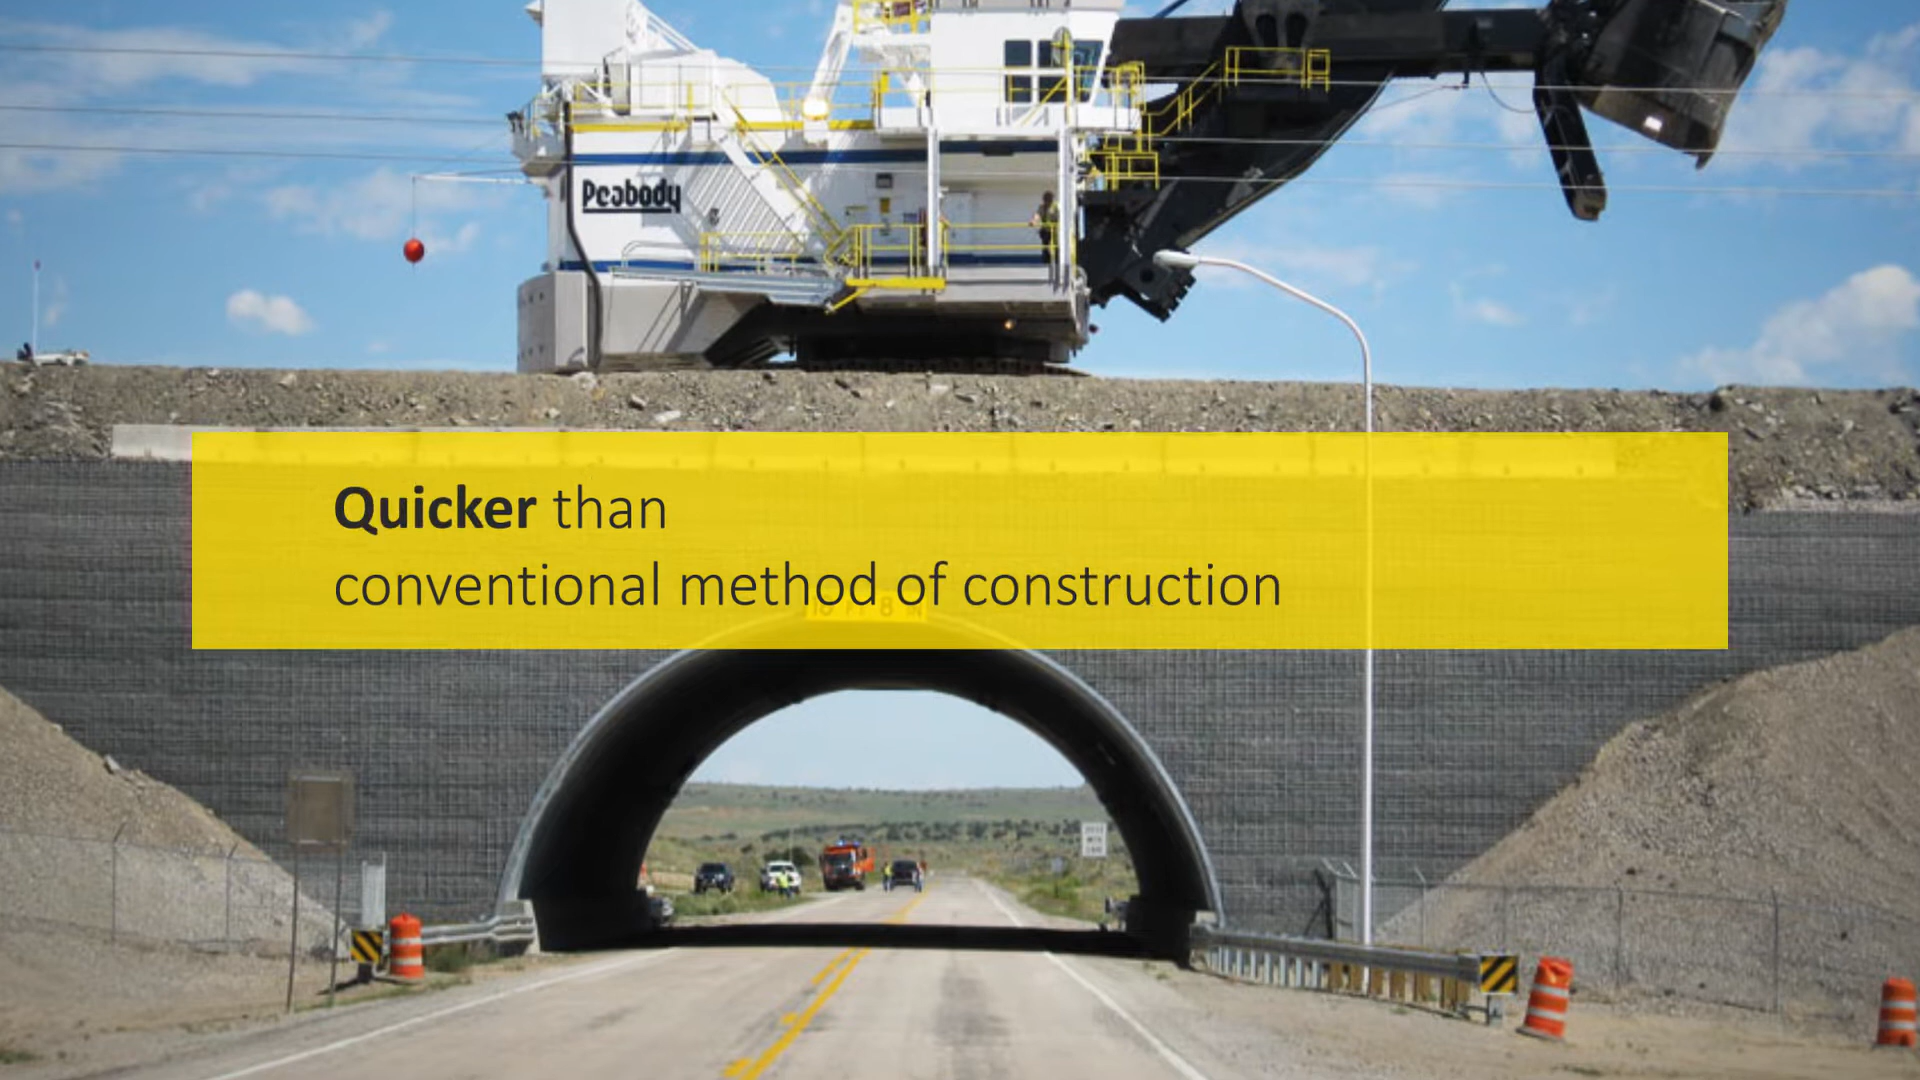 Peabody
Quicker than
conventional method of construction